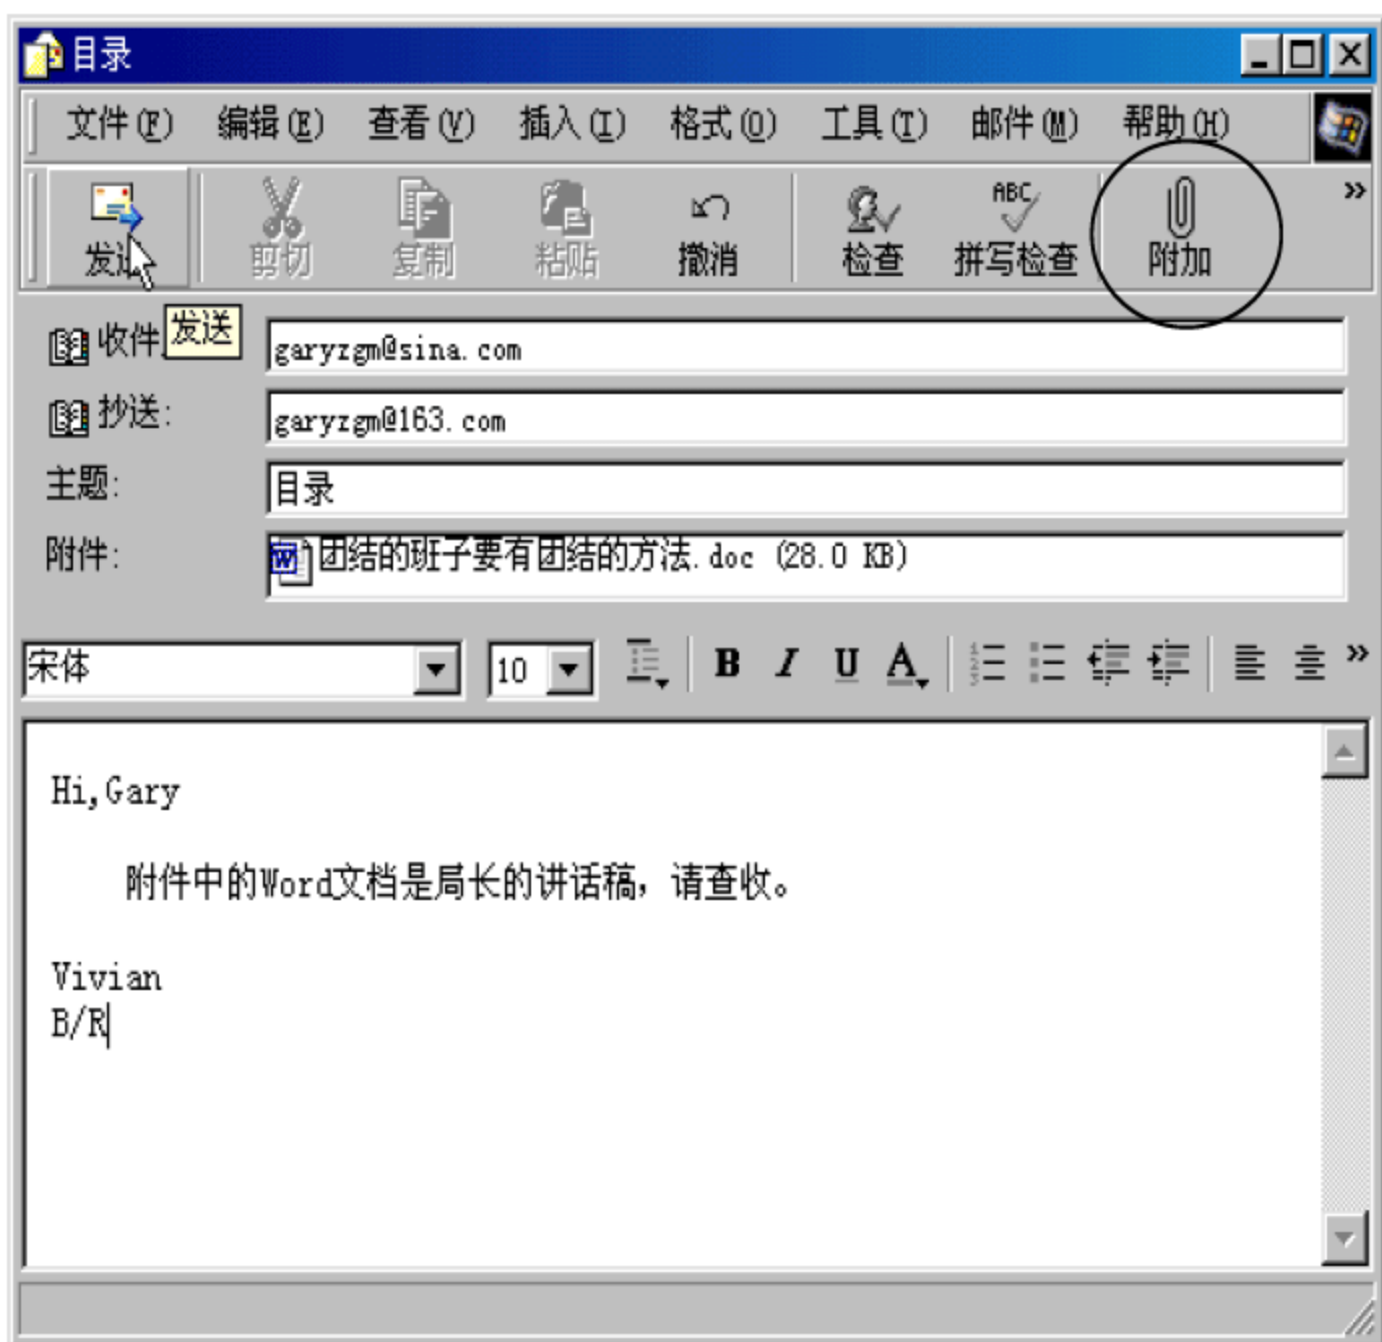 目录
文件(F) 编辑(E) 查看(V) 插入(I) 格式(O) 工具(T) 邮件(M) 帮助(H)
ABC
发送 剪切 复制 粘贴 撤消 检查 拼写检查 附加 »
发送
收件 garyzgm@sina.com
抄送: garyzgm@163.com
主题: 目录
附件: 团结的班子要有团结的方法.doc (28.0 KB)
宋体 10 B I U A »
Hi,Gary
附件中的Word文档是局长的讲话稿，请查收。
Vivian
B/R